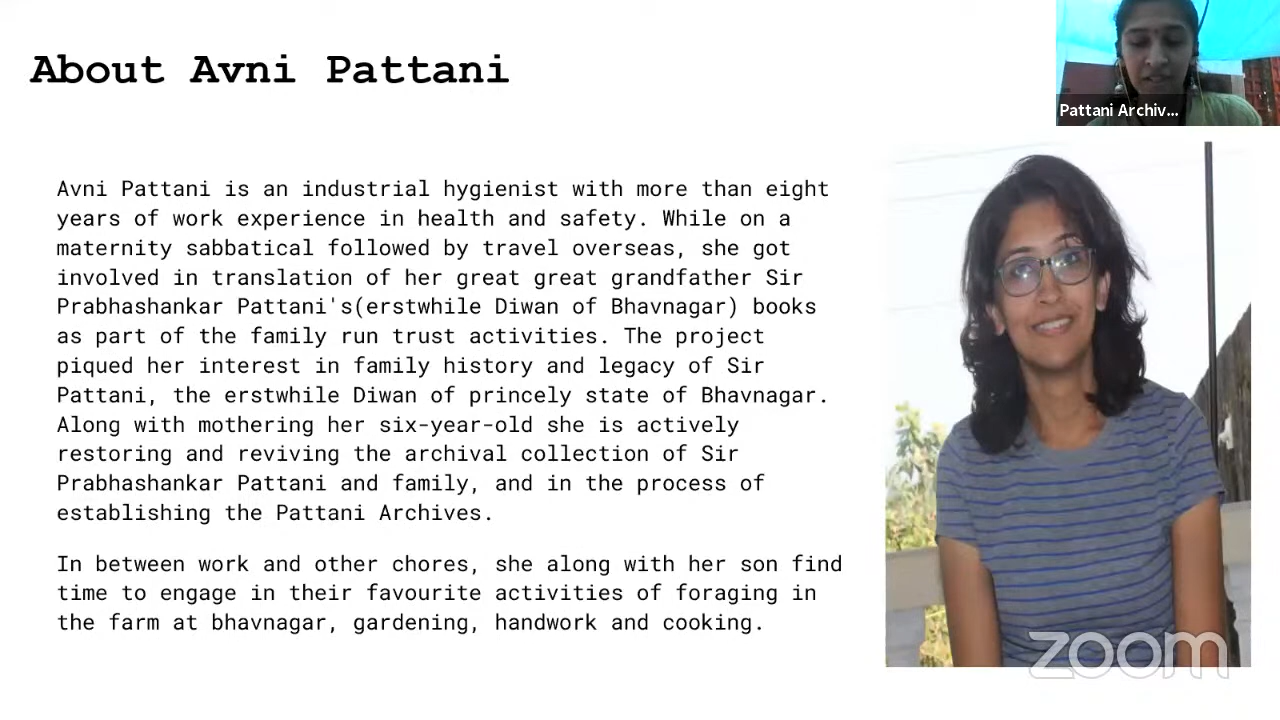 About Avni Pattani
Pattani Archiv...
Avni Pattani is an industrial hygienist with more than eight
years of work experience in health and safety. While on a
maternity sabbatical followed by travel overseas, she got
involved in translation of her great great grandfather Sir
Prabhashankar Pattani's(erstwhile Diwan of Bhavnagar) books
as part of the family run trust activities. The project
piqued her interest in family history and legacy of Sir
Pattani, the erstwhile Diwan of princely state of Bhavnagar.
Along with mothering her six-year-old she is actively
restoring and reviving the archival collection of Sir
Prabhashankar Pattani and family, and in the process of
establishing the Pattani Archives.
In between work and other chores, she along with her son find
time to engage in their favourite activities of foraging in
the farm at bhavnagar, gardening, handwork and cooking.
zoom